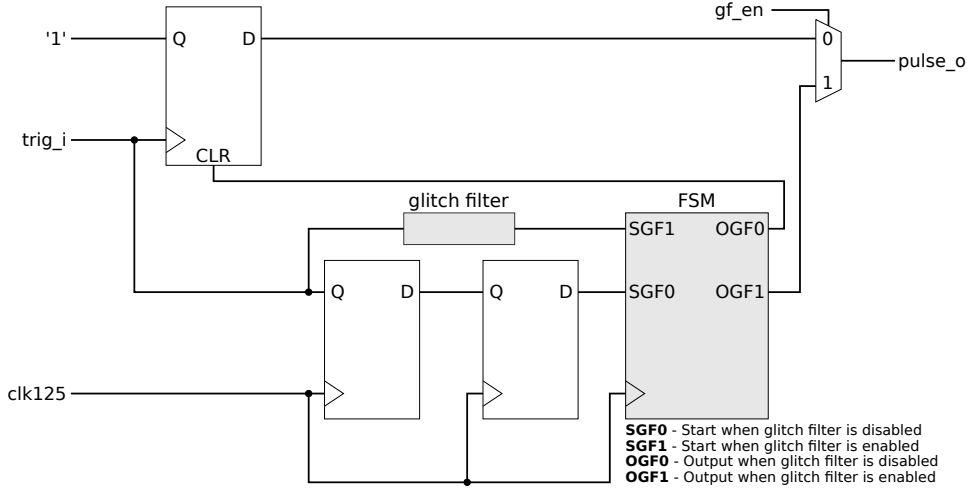 gf_en
'1'
Q D
0
pulse_o
1
trig_i
CLR
glitch filter
FSM
SGF1 OGF0
Q D
Q D
SGF0 OGF1
clk125
SGF0 - Start when glitch filter is disabled
SGF1 - Start when glitch filter is enabled
OGF0 - Output when glitch filter is disabled
OGF1 - Output when glitch filter is enabled